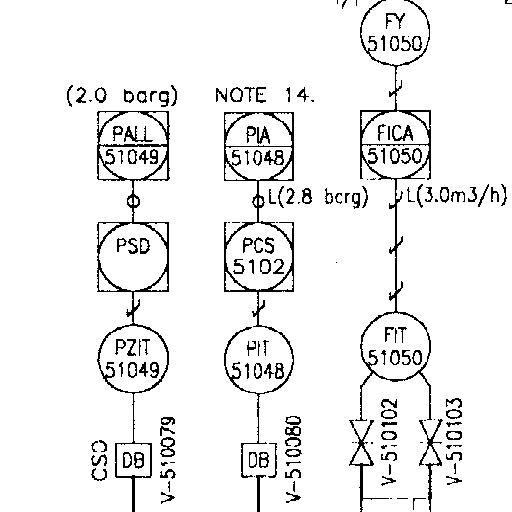 FY
51050
(2.0 barg)
NOTE 14.
PALL
51049
PIA
51048
FICA
51050
L(2.8 barg)
L(3.0m3/h)
PSD
PCS
5102
PZIT
51049
PIT
51048
FIT
51050
CSO
DB
V-510079
DB
V-510080
V-510102
V-510103